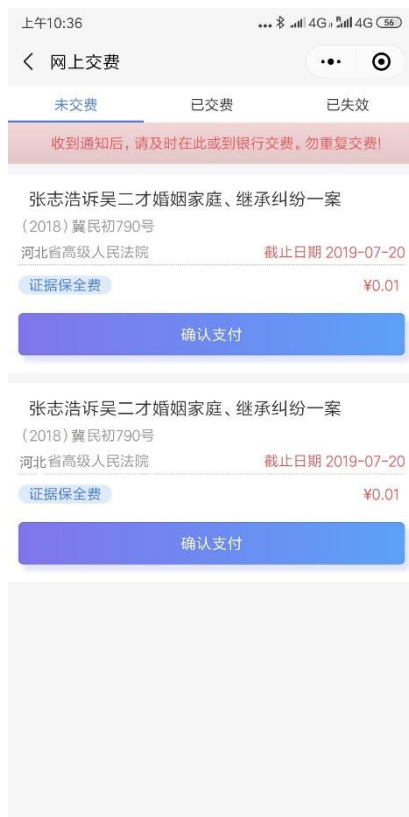 上午10:36 ... 4G 4G 56
网上交费
未交费 已交费 已失效
收到通知后，请及时在此或到银行交费。勿重复交费!
张志浩诉吴二才婚姻家庭、继承纠纷一案
(2018)冀民初790号
河北省高级人民法院 截止日期 2019-07-20
证据保全费 ¥0.01
确认支付
张志浩诉吴二才婚姻家庭、继承纠纷一案
(2018)冀民初790号
河北省高级人民法院 截止日期 2019-07-20
证据保全费 ¥0.01
确认支付